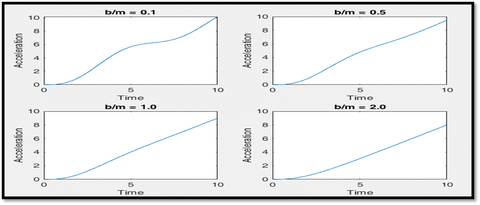 b/m = 0.1
10
8
6
4
2
0
Acceleration
0 5 10
Time
b/m = 0.5
10
8
6
4
2
0
Acceleration
0 5 10
Time
b/m = 1.0
10
8
6
4
2
0
Acceleration
0 5 10
Time
b/m = 2.0
10
8
6
4
2
0
Acceleration
0 5 10
Time